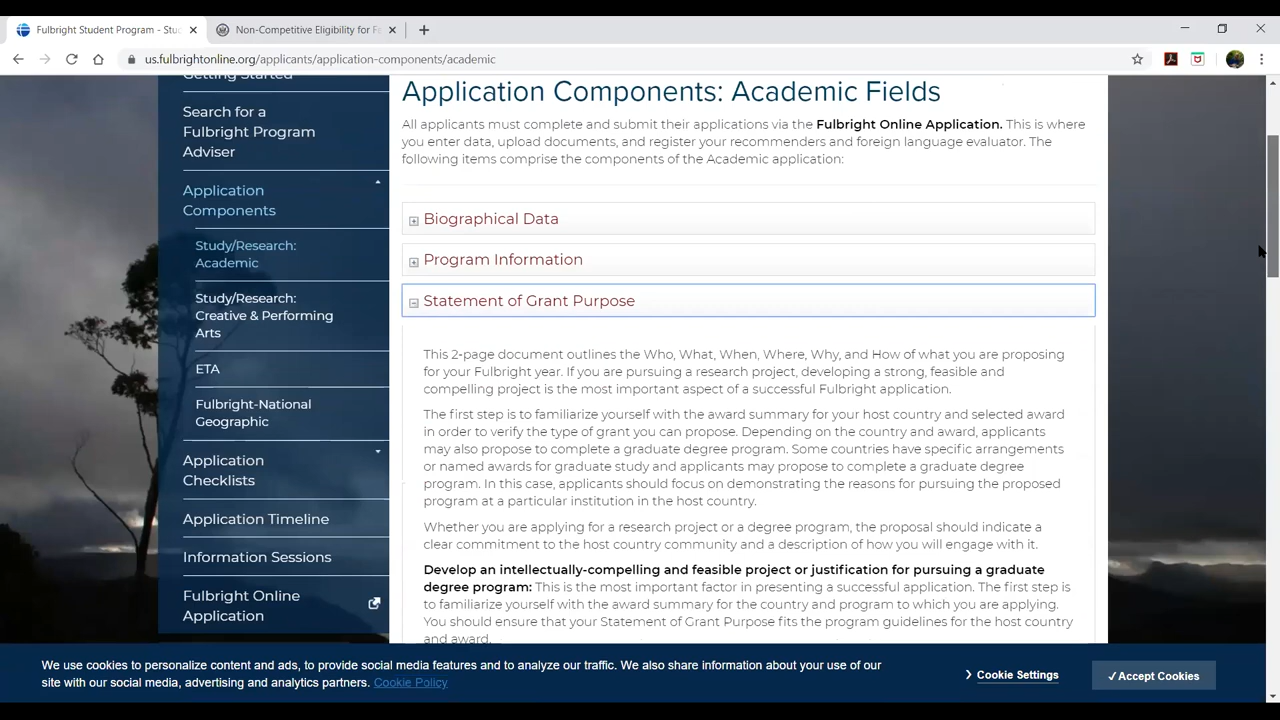 Fulbright Student Program - Stu
Non-Competitive Eligibility for F
us.fulbrightonline.org/applicants/application-components/academic
Getting Started
Search for a
Fulbright Program
Adviser
Application
Components
Study/Research:
Academic
Study/Research:
Creative & Performing
Arts
ETA
Fulbright-National
Geographic
Application
Checklists
Application Timeline
Information Sessions
Fulbright Online
Application
Application Components: Academic Fields
All applicants must complete and submit their applications via the Fulbright Online Application. This is where
you enter data, upload documents, and register your recommenders and foreign language evaluator. The
following items comprise the components of the Academic application:
Biographical Data
Program Information
Statement of Grant Purpose
This 2-page document outlines the Who, What, When, Where, Why, and How of what you are proposing
for your Fulbright year. If you are pursuing a research project, developing a strong, feasible and
compelling project is the most important aspect of a successful Fulbright application.
The first step is to familiarize yourself with the award summary for your host country and selected award
in order to verify the type of grant you can propose. Depending on the country and award, applicants
may also propose to complete a graduate degree program. Some countries have specific arrangements
or named awards for graduate study and applicants may propose to complete a graduate degree
program. In this case, applicants should focus on demonstrating the reasons for pursuing the proposed
program at a particular institution in the host country.
Whether you are applying for a research project or a degree program, the proposal should indicate a
clear commitment to the host country community and a description of how you will engage with it.
Develop an intellectually-compelling and feasible project or justification for pursuing a graduate
degree program: This is the most important factor in presenting a successful application. The first step is
to familiarize yourself with the award summary for the country and program to which you are applying.
You should ensure that your Statement of Grant Purpose fits the program guidelines for the host country
and award.
We use cookies to personalize content and ads, to provide social media features and to analyze our traffic. We also share information about your use of
our site with our social media, advertising and analytics partners. Cookie Policy
Cookie Settings
✓Accept Cookies